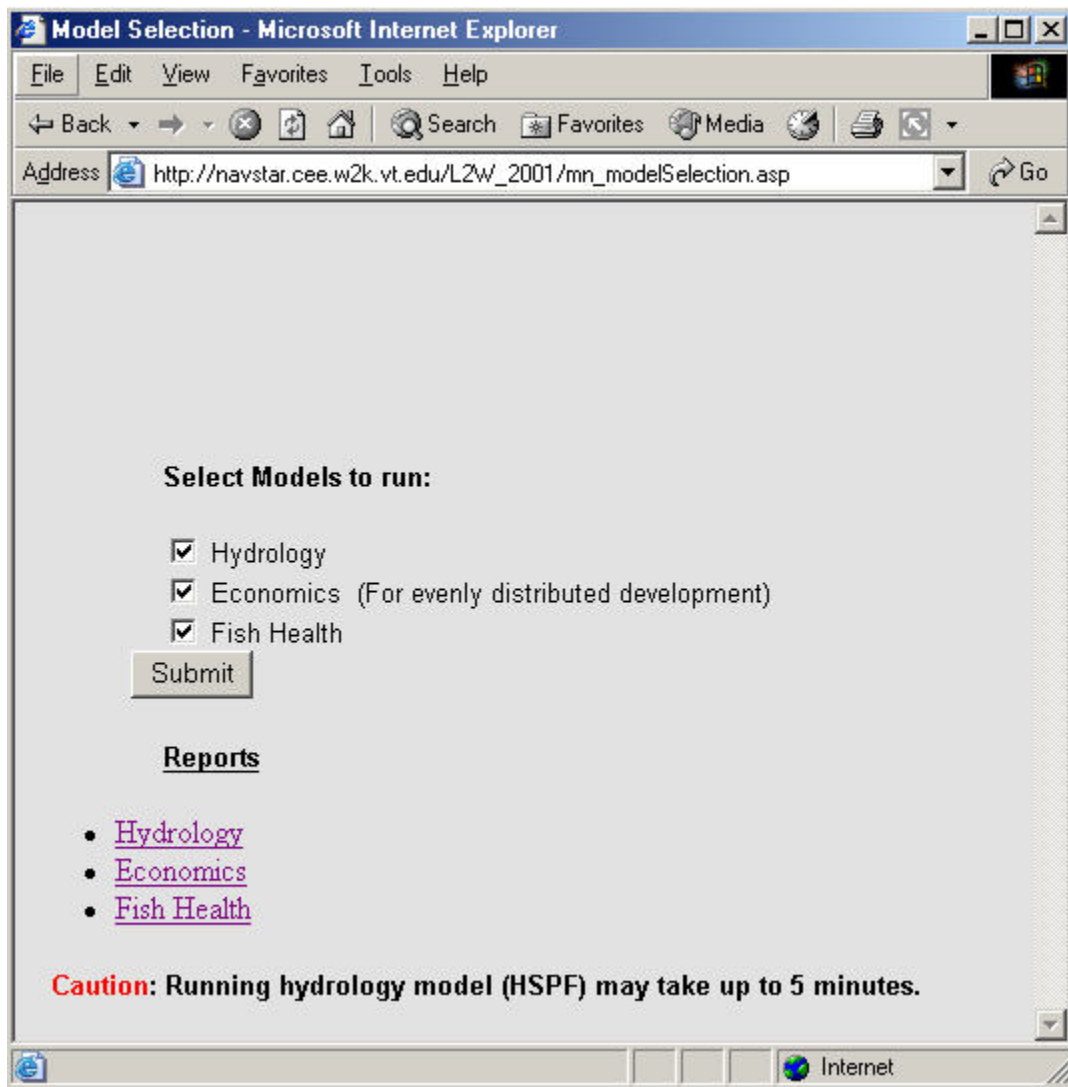 Model Selection - Microsoft Internet Explorer
File Edit View Favorites Tools Help
Back Search Favorites Media
Address http://navstar.cee.w2k.vt.edu/L2W_2001/mn_modelSelection.asp Go
Select Models to run:
Hydrology
Economics (For evenly distributed development)
Fish Health
Submit
Reports
Hydrology
Economics
Fish Health
Caution: Running hydrology model (HSPF) may take up to 5 minutes.
Internet